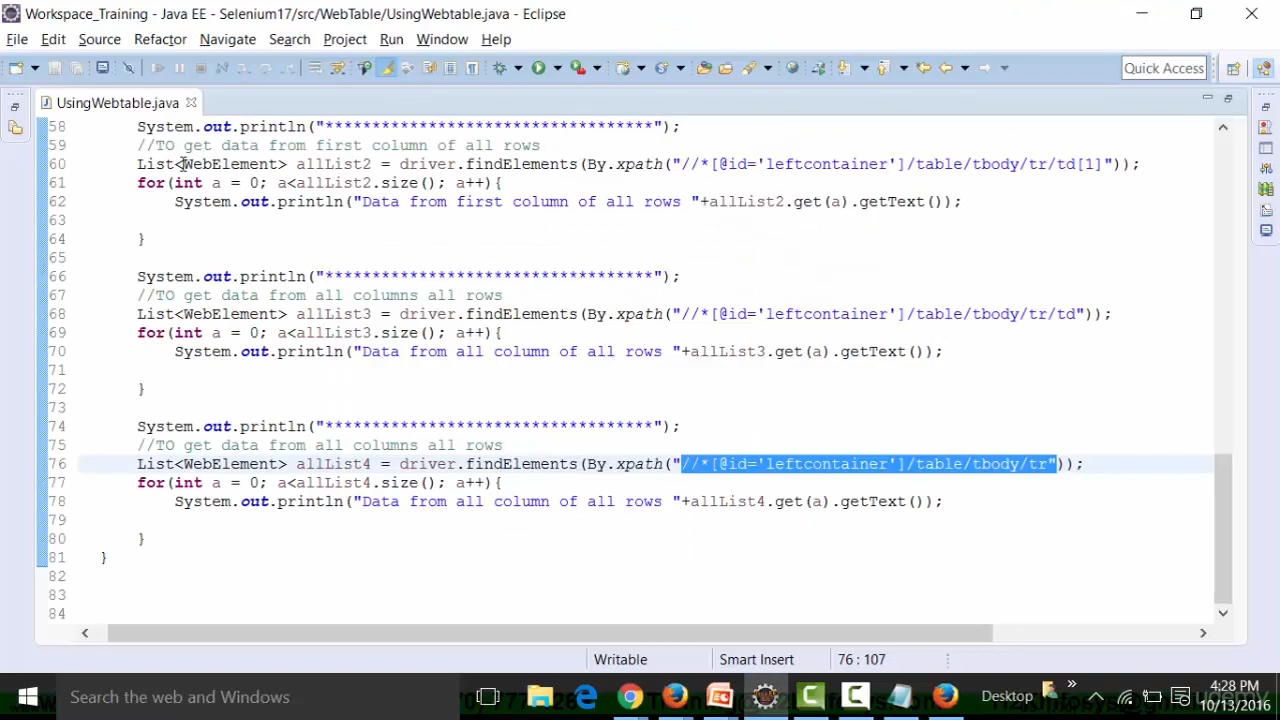 Workspace_Training - Java EE - Selenium17/src/WebTable/UsingWebtable.java - Eclipse
File Edit Source Refactor Navigate Search Project Run Window Help
Quick Access
UsingWebtable.java
58 System.out.println("***********************************");
59 //TO get data from first column of all rows
60 List<WebElement> allList2 = driver.findElements(By.xpath("//*[@id='leftcontainer']/table/tbody/tr/td[1]"));
61 for(int a = 0; a<allList2.size(); a++){
62 System.out.println("Data from first column of all rows "+allList2.get(a).getText());
63
64 }
65
66 System.out.println("***********************************");
67 //TO get data from all columns all rows
68 List<WebElement> allList3 = driver.findElements(By.xpath("//*[@id='leftcontainer']/table/tbody/tr/td"));
69 for(int a = 0; a<allList3.size(); a++){
70 System.out.println("Data from all column of all rows "+allList3.get(a).getText());
71
72 }
73
74 System.out.println("***********************************");
75 //TO get data from all columns all rows
76 List<WebElement> allList4 = driver.findElements(By.xpath("//*[@id='leftcontainer']/table/tbody/tr"));
77 for(int a = 0; a<allList4.size(); a++){
78 System.out.println("Data from all column of all rows "+allList4.get(a).getText());
79
80 }
81 }
82
83
84
Writable Smart Insert 76 : 107
Search the web and Windows
Desktop
4:28 PM
10/13/2016